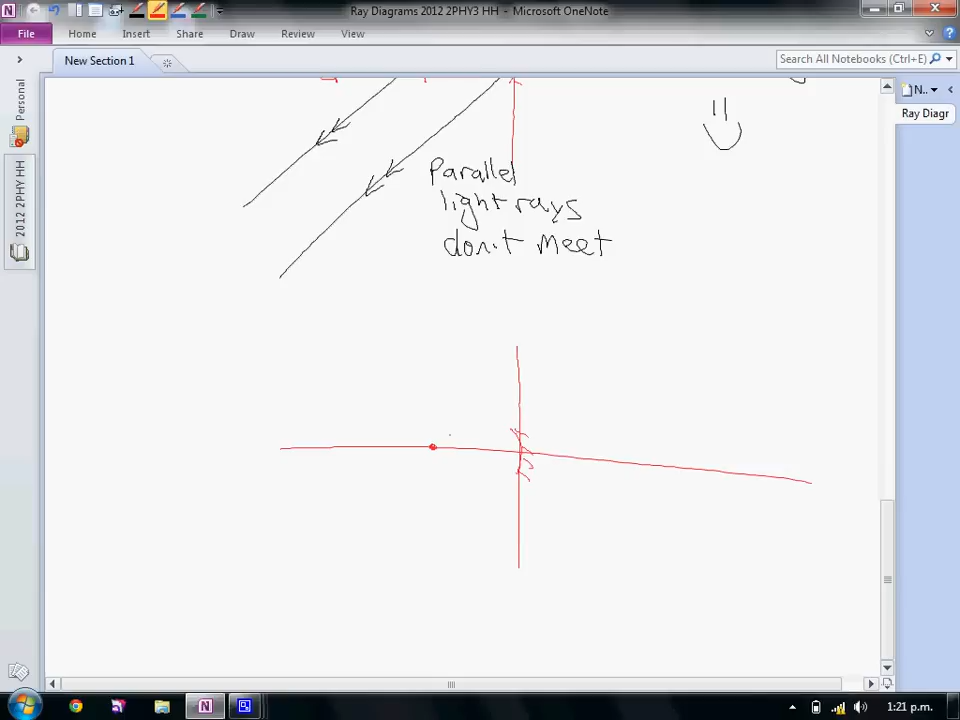 Ray Diagrams 2012 2PHY3 HH - Microsoft OneNote
File Home Insert Share Draw Review View
New Section 1
Search All Notebooks (Ctrl+E)
N..
Ray Diagr
Personal
2012 2PHY HH
Parallel
light rays
don't meet
1:21 p.m.